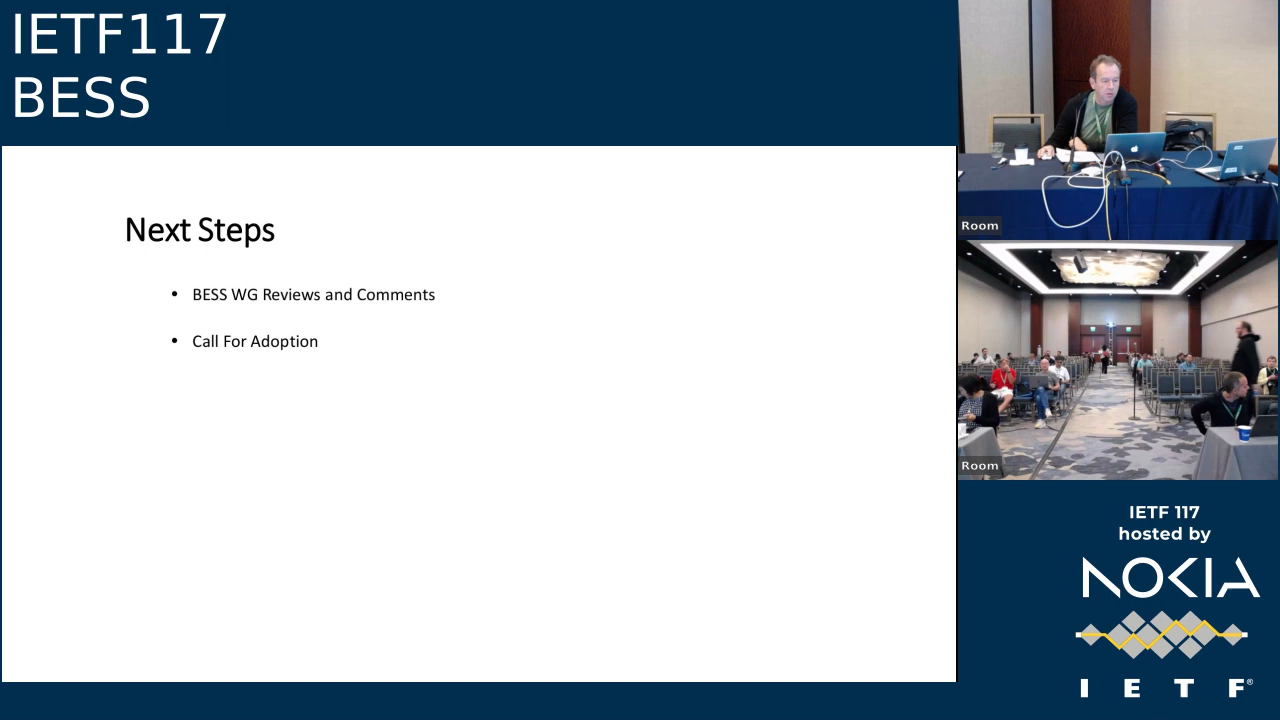 IETF117
BESS
Next Steps
• BESS WG Reviews and Comments
• Call For Adoption
Room
Room
IETF 117
hosted by
NOKIA
I E T F®